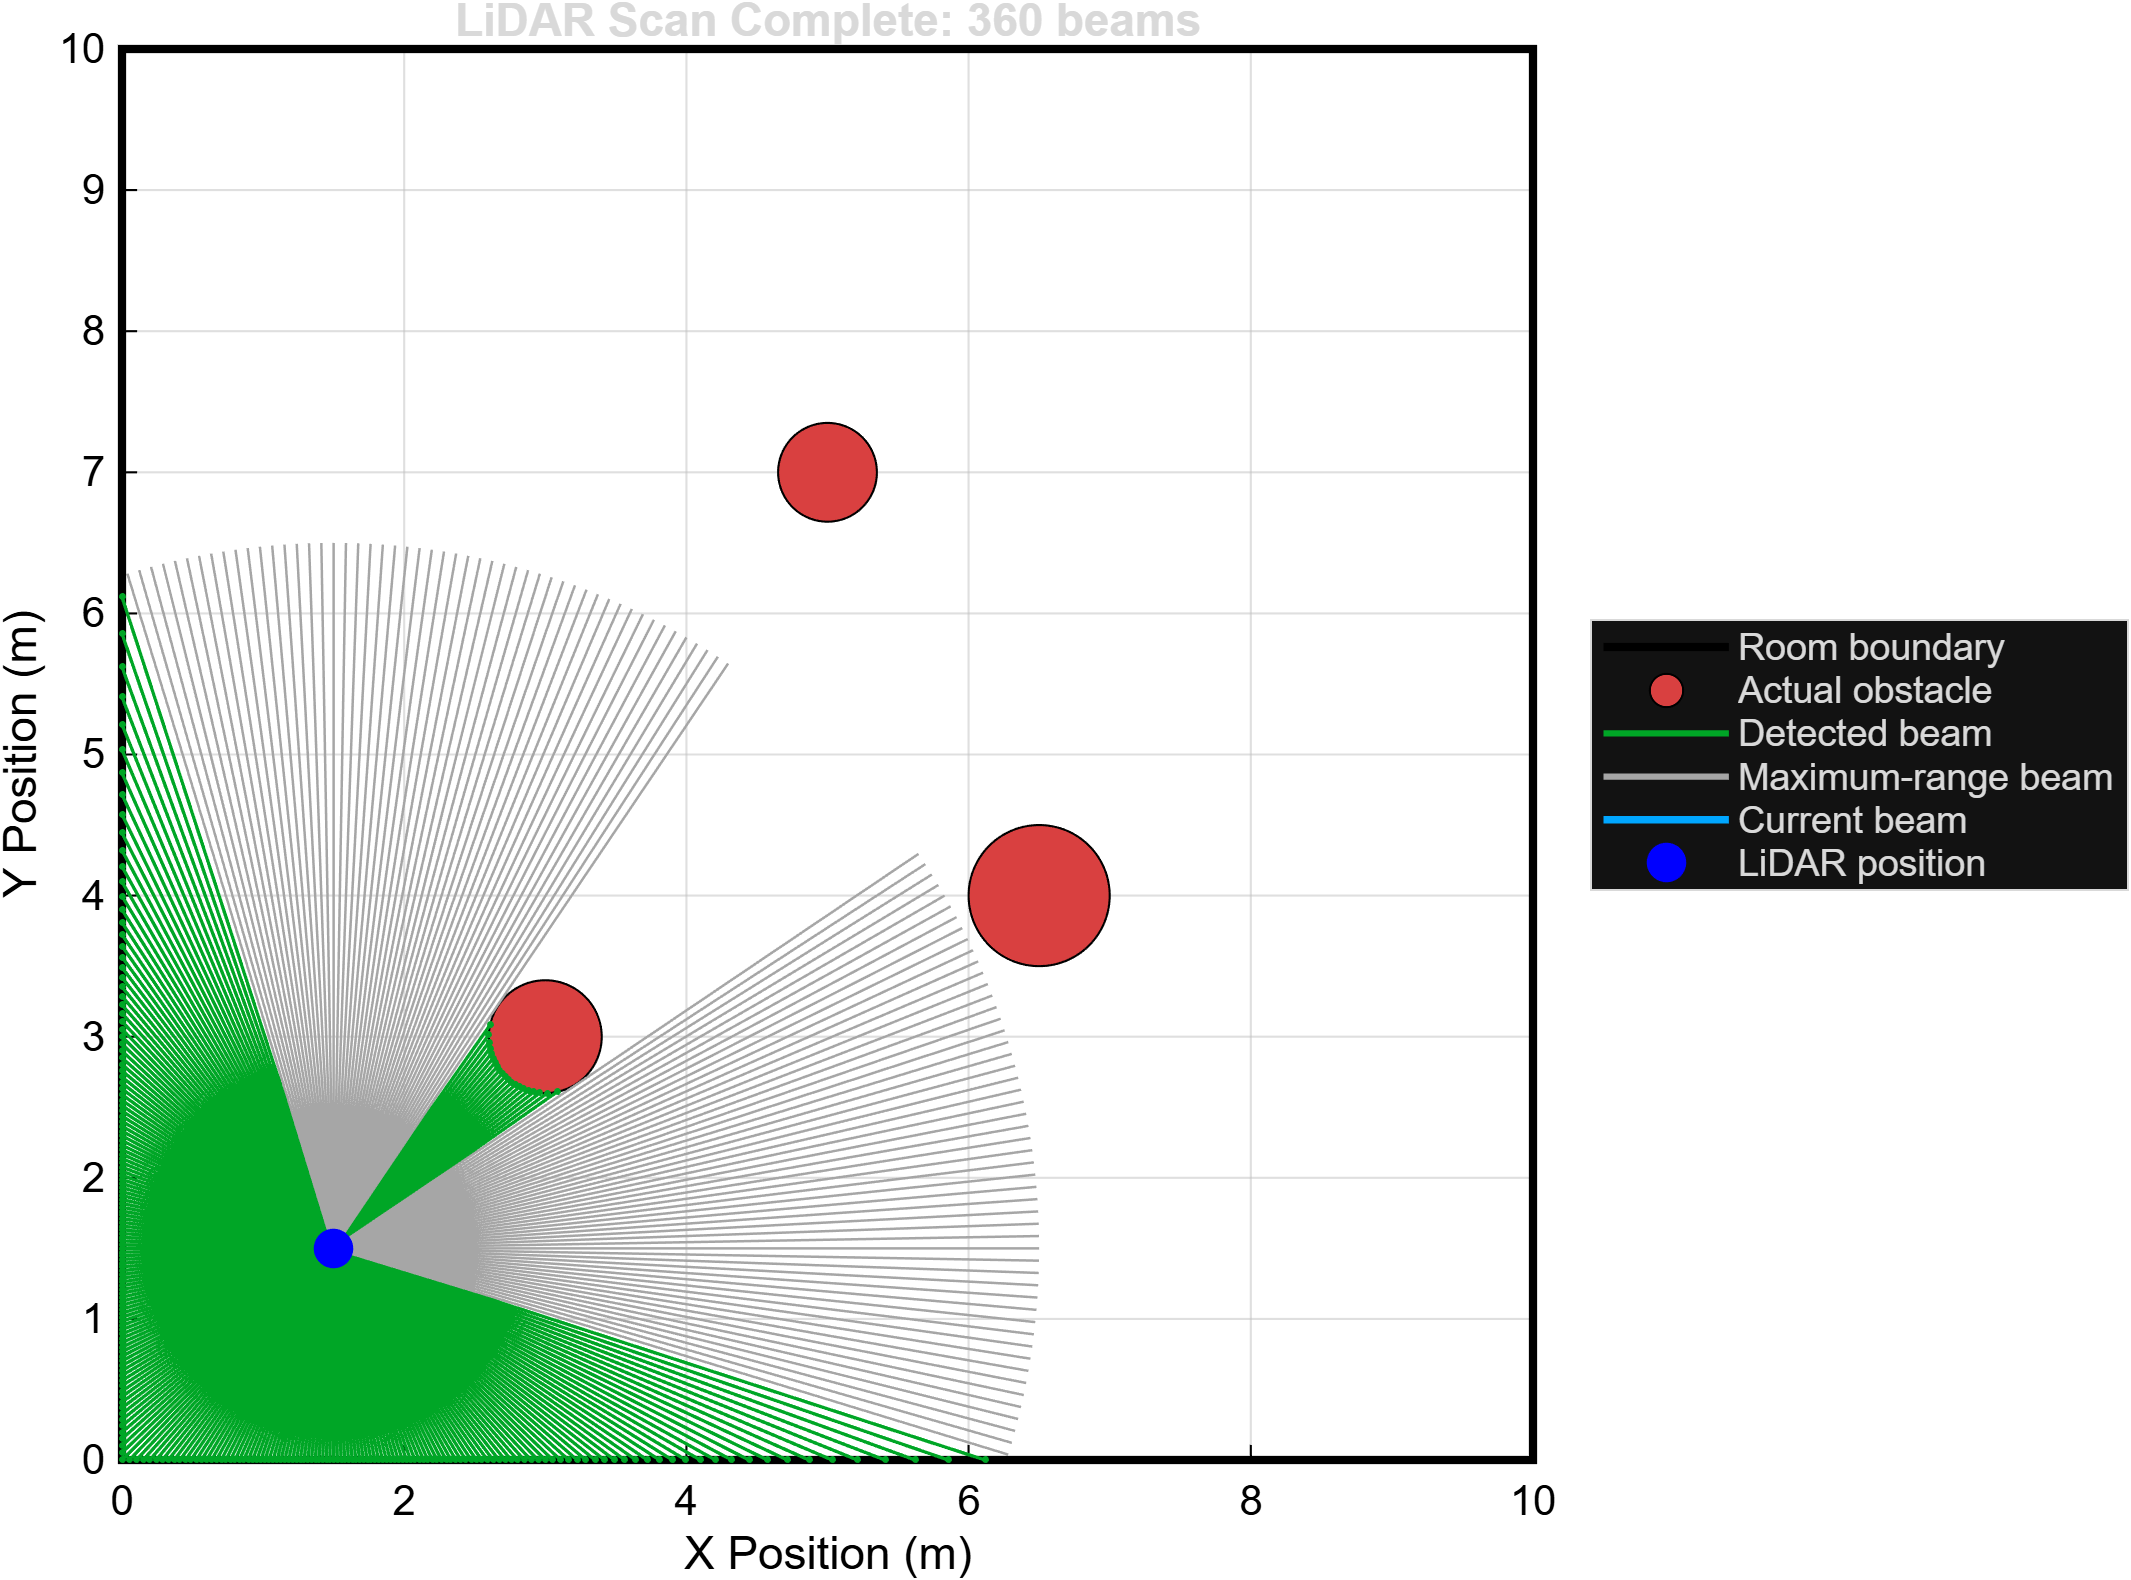 LiDAR Scan Complete: 360 beams
10
9
8
7
6
5
4
3
2
1
0
0 2 4 6 8 10
X Position (m)
Y Position (m)
Room boundary
Actual obstacle
Detected beam
Maximum-range beam
Current beam
LiDAR position